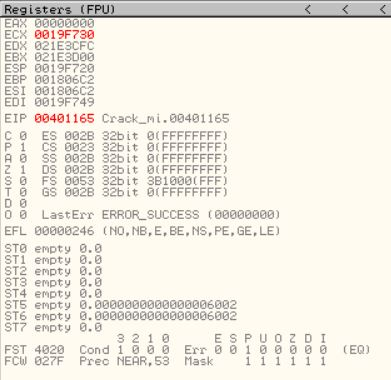 Registers (FPU) < < <
EAX 00000000
ECX 0019F730
EDX 021E3CFC
EBX 021E3D00
ESP 0019F720
EBP 001806C2
ESI 001806C2
EDI 0019F749
EIP 00401165 Crack_mi.00401165
C 0 ES 002B 32bit 0(FFFFFFFF)
P 1 CS 0023 32bit 0(FFFFFFFF)
A 0 SS 002B 32bit 0(FFFFFFFF)
Z 1 DS 002B 32bit 0(FFFFFFFF)
S 0 FS 0053 32bit 3B1000(FFF)
T 0 GS 002B 32bit 0(FFFFFFFF)
D 0
O 0 LastErr ERROR_SUCCESS (00000000)
EFL 00000246 (NO,NB,E,BE,NS,PE,GE,LE)
ST0 empty 0.0
ST1 empty 0.0
ST2 empty 0.0
ST3 empty 0.0
ST4 empty 0.0
ST5 empty 0.0000000000000006002
ST6 empty 0.0000000000000006002
ST7 empty 0.0
3 2 1 0 E S P U O Z D I
FST 4020 Cond 1 0 0 0 Err 0 0 1 0 0 0 0 0 (EQ)
FCW 027F Prec NEAR,53 Mask 1 1 1 1 1 1